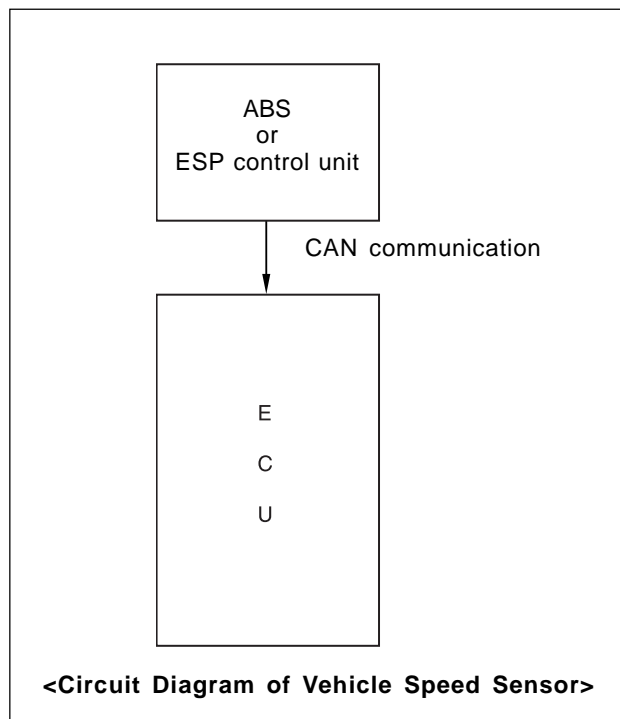 ABS
or
ESP control unit
CAN communication
E
C
U
<Circuit Diagram of Vehicle Speed Sensor>